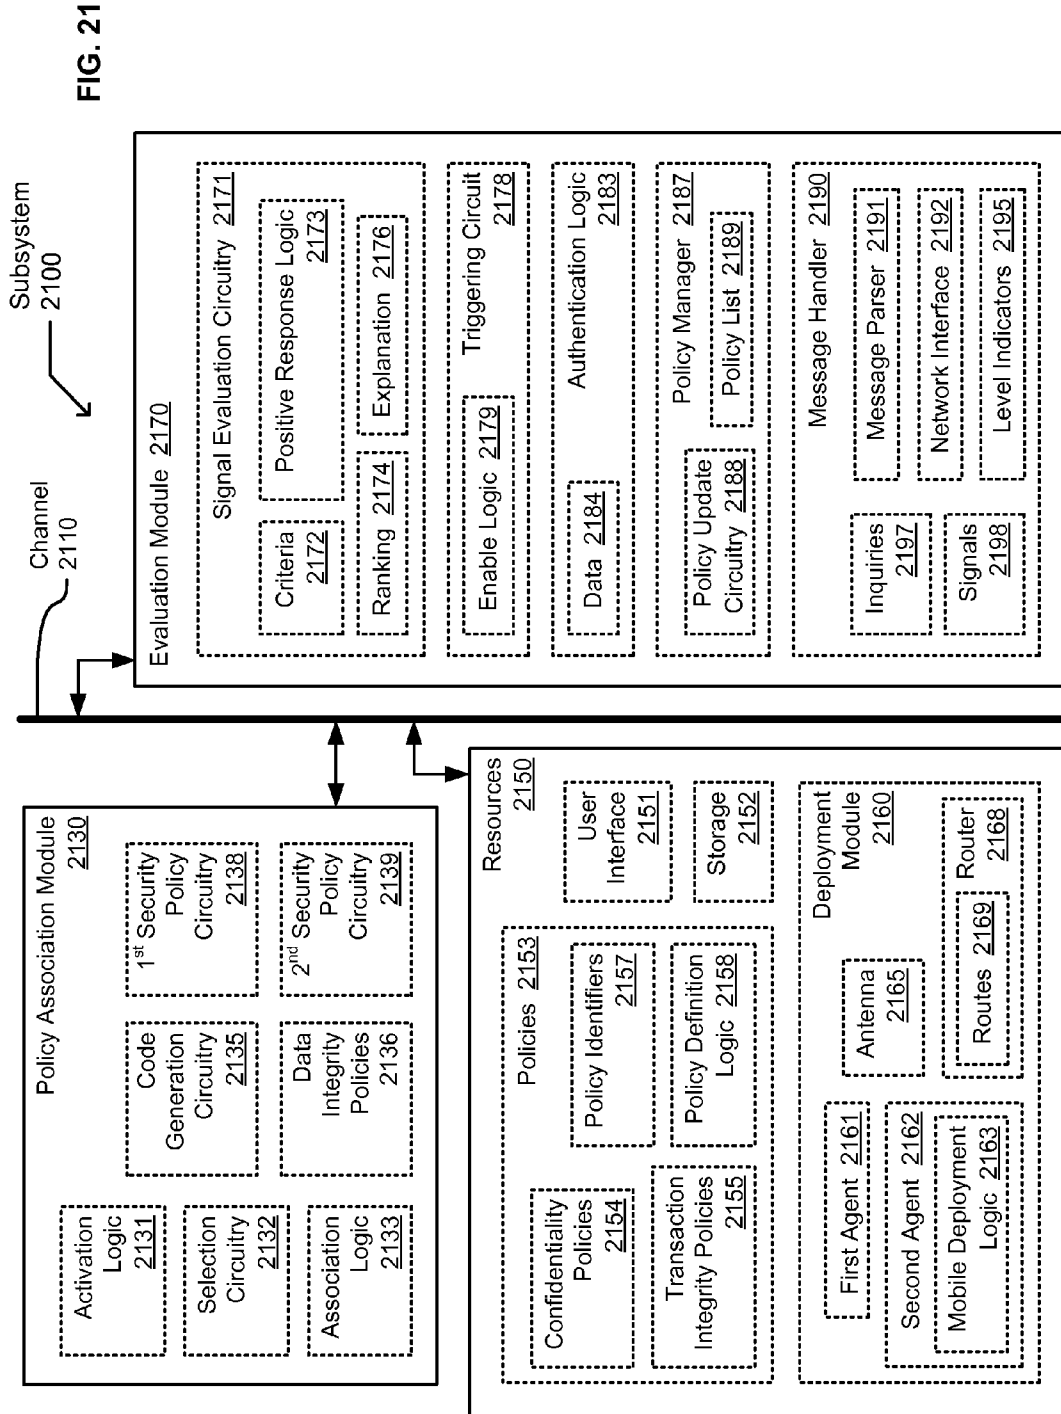 FIG. 21
Subsystem
2100
Channel
2110
Policy Association Module
2130
Activation
Logic
2131
Selection
Circuitry
2132
Association
Logic
2133
Code
Generation
Circuitry
2135
Data
Integrity
Policies
2136
1st Security
Policy
Circuitry
2138
2nd Security
Policy
Circuitry
2139
Evaluation Module 2170
Signal Evaluation Circuitry 2171
Criteria
2172
Positive Response Logic
2173
Ranking 2174
Explanation 2176
Triggering Circuit
2178
Enable Logic 2179
Authentication Logic
2183
Data 2184
Policy Manager
2187
Policy Update
Circuitry 2188
Policy List 2189
Message Handler 2190
Inquiries
2197
Signals
2198
Message Parser 2191
Network Interface 2192
Level Indicators 2195
Resources
2150
Policies 2153
Confidentiality
Policies
2154
Transaction
Integrity Policies
2155
Policy Identifiers
2157
Policy Definition
Logic 2158
User
Interface
2151
Storage
2152
Deployment
Module
2160
First Agent 2161
Second Agent 2162
Mobile Deployment
Logic 2163
Antenna
2165
Router
2168
Routes 2169